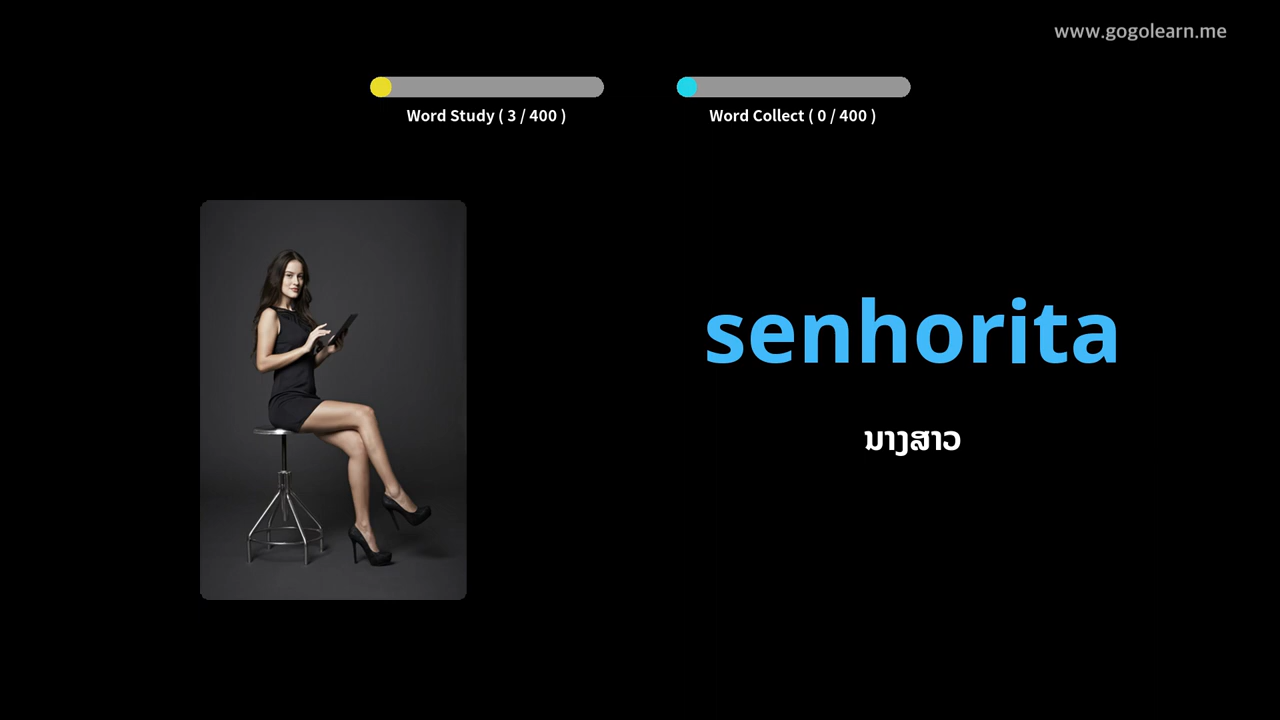 www.gogolearn.me
Word Study ( 3 / 400 )
Word Collect ( 0 / 400 )
senhorita
ນາງສາວ